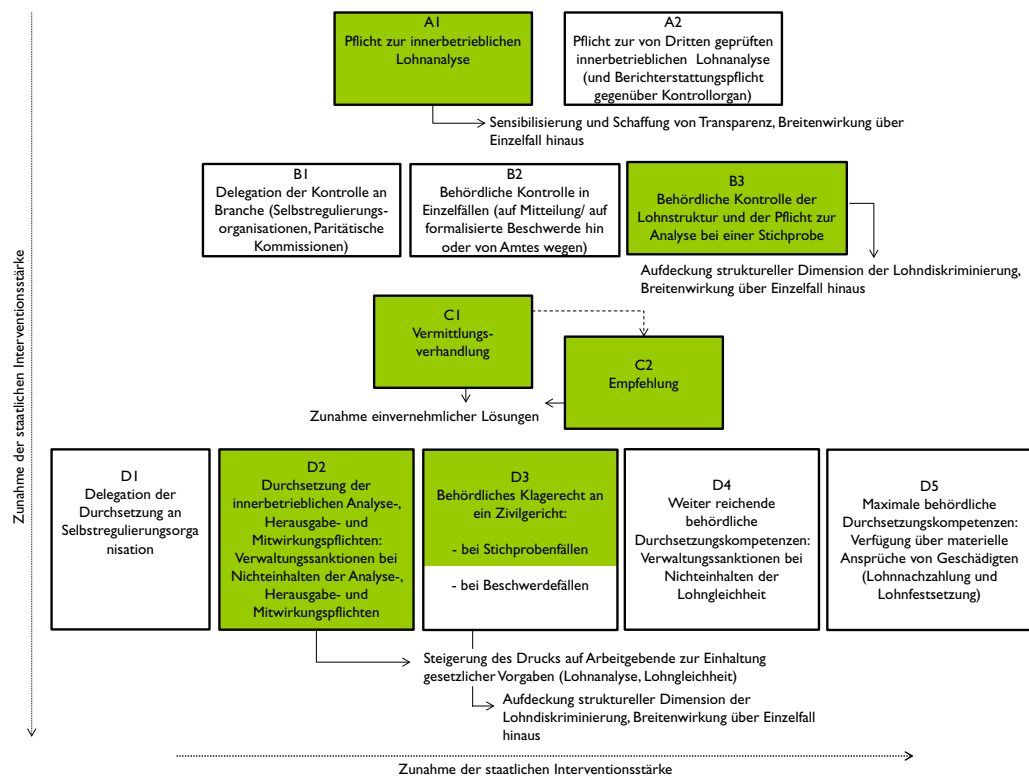 A1
Pflicht zur innerbetrieblichen
Lohnanalyse
A2
Pflicht zur von Dritten geprüften
innerbetrieblichen Lohnanalyse
(und Berichterstattungspflicht
gegenüber Kontrollorgan)
Sensibilisierung und Schaffung von Transparenz, Breitenwirkung über
Einzelfall hinaus
B1
Delegation der Kontrolle an
Branche (Selbstregulierungs-
organisationen, Paritätische
Kommissionen)
B2
Behördliche Kontrolle in
Einzelfällen (auf Mitteilung/ auf
formalisierte Beschwerde hin
oder von Amtes wegen)
B3
Behördliche Kontrolle der
Lohnstruktur und der Pflicht zur
Analyse bei einer Stichprobe
Aufdeckung struktureller Dimension der Lohndiskriminierung,
Breitenwirkung über Einzelfall hinaus
C1
Vermittlungs-
verhandlung
C2
Empfehlung
Zunahme einvernehmlicher Lösungen
D1
Delegation der
Durchsetzung an
Selbstregulierungsorga
nisation
D2
Durchsetzung der
innerbetrieblichen Analyse-,
Herausgabe- und
Mitwirkungspflichten:
Verwaltungssanktionen bei
Nichteinhalten der Analyse-,
Herausgabe- und
Mitwirkungspflichten
D3
Behördliches Klagerecht an
ein Zivilgericht:
- bei Stichprobenfällen
- bei Beschwerdefällen
D4
Weiter reichende
behördliche
Durchsetzungskompetenzen:
Verwaltungssanktionen bei
Nichteinhalten der
Lohngleichheit
D5
Maximale behördliche
Durchsetzungskompetenzen:
Verfügung über materielle
Ansprüche von Geschädigten
(Lohnnachzahlung und
Lohnfestsetzung)
Steigerung des Drucks auf Arbeitgebende zur Einhaltung
gesetzlicher Vorgaben (Lohnanalyse, Lohngleichheit)
Aufdeckung struktureller Dimension der
Lohndiskriminierung, Breitenwirkung über Einzelfall
hinaus
Zunahme der staatlichen Interventionsstärke
Zunahme der staatlichen Interventionsstärke